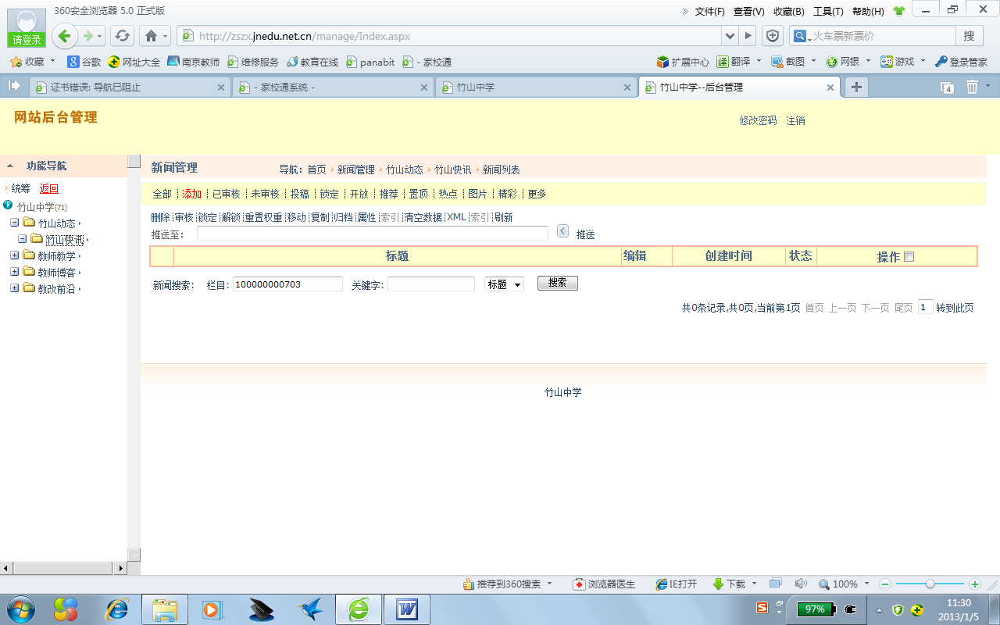 360安全浏览器 5.0 正式版
文件(F) 查看(V) 收藏(B) 工具(T) 帮助(H)
请登录
http://zszx.jnedu.net.cn/manage/Index.aspx
火车票新票价 搜
收藏 谷歌 网址大全 南京教师 维修服务 教育在线 panabit - 家校通 扩展中心 翻译 截图 网银 游戏 登录管家
证书错误: 导航已阻止 - 家校通系统 - 竹山中学 竹山中学--后台管理 4
网站后台管理
修改密码 注销
功能导航
统筹 返回
竹山中学(71)
竹山动态
竹山快讯
教师教学
教师博客
教改前沿
新闻管理 导航：首页 新闻管理 竹山动态 竹山快讯 新闻列表
全部 添加 已审核 未审核 投稿 锁定 开放 推荐 置顶 热点 图片 精彩 更多
删除 审核 锁定 解锁 重置权重 移动 复制 归档 属性 索引 清空数据 XML 索引 刷新
推送至： 推送
标题 编辑 创建时间 状态 操作
新闻搜索： 栏目: 100000000703 关键字: 标题 搜索
共0条记录,共0页,当前第1页 首页 上一页 下一页 尾页 1 转到此页
竹山中学
推荐到360搜索 浏览器医生 IE打开 下载 100%
97% 11:30
2013/1/5